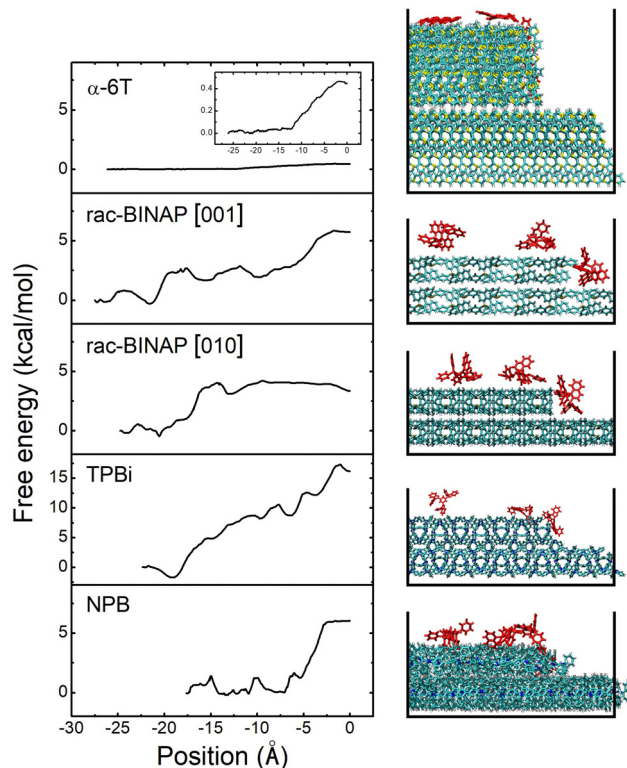 α-6T
5
0
0.4
0.2
0.0
-25 -20 -15 -10 -5 0
rac-BINAP [001]
5
0
rac-BINAP [010]
5
0
TPBi
15
10
5
0
NPB
5
0
-30 -25 -20 -15 -10 -5 0
Position (Å)
Free energy (kcal/mol)